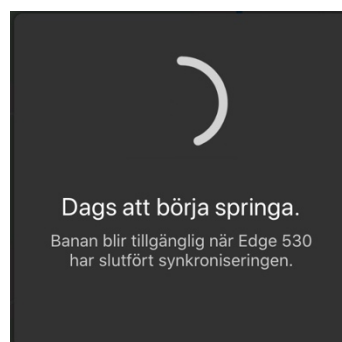 Dags att börja springa.
Banan blir tillgänglig när Edge 530
har slutfört synkroniseringen.